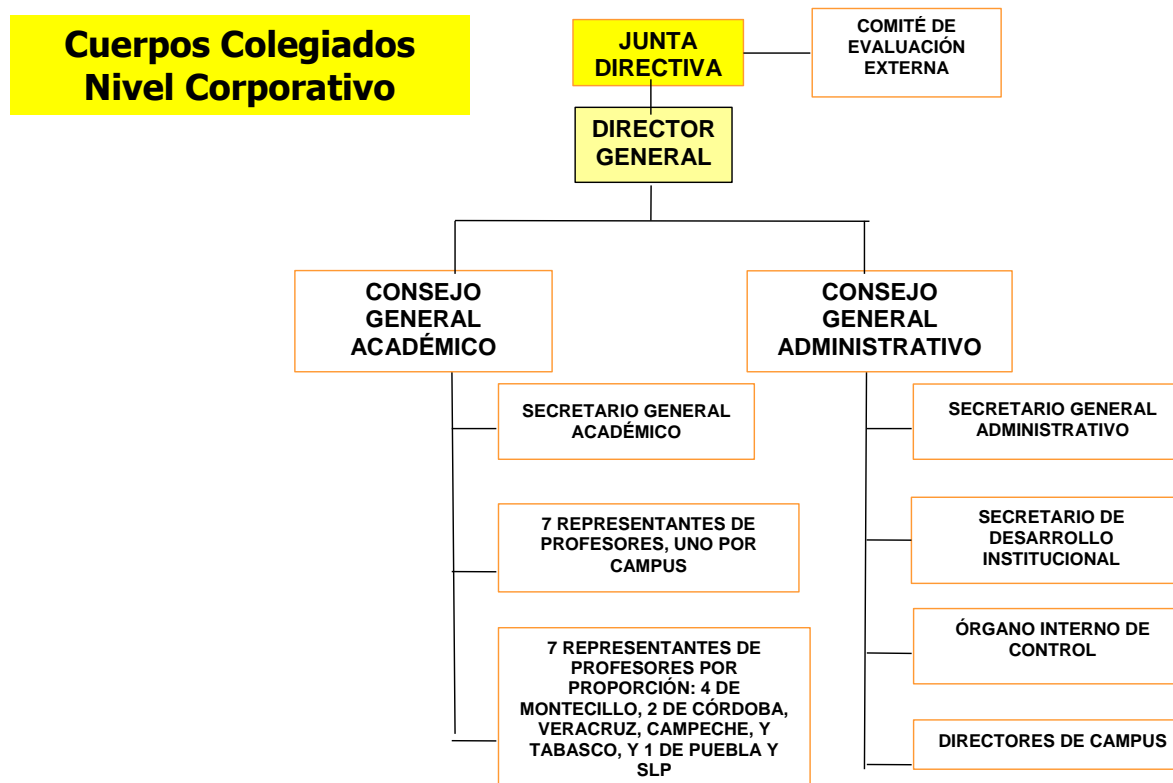 Cuerpos Colegiados
Nivel Corporativo
JUNTA
DIRECTIVA
COMITÉ DE
EVALUACIÓN
EXTERNA
DIRECTOR
GENERAL
CONSEJO
GENERAL
ACADÉMICO
CONSEJO
GENERAL
ADMINISTRATIVO
SECRETARIO GENERAL
ACADÉMICO
7 REPRESENTANTES DE
PROFESORES, UNO POR
CAMPUS
7 REPRESENTANTES DE
PROFESORES POR
PROPORCIÓN: 4 DE
MONTECILLO, 2 DE CÓRDOBA,
VERACRUZ, CAMPECHE, Y
TABASCO, Y 1 DE PUEBLA Y
SLP
SECRETARIO GENERAL
ADMINISTRATIVO
SECRETARIO DE
DESARROLLO
INSTITUCIONAL
ÓRGANO INTERNO DE
CONTROL
DIRECTORES DE CAMPUS